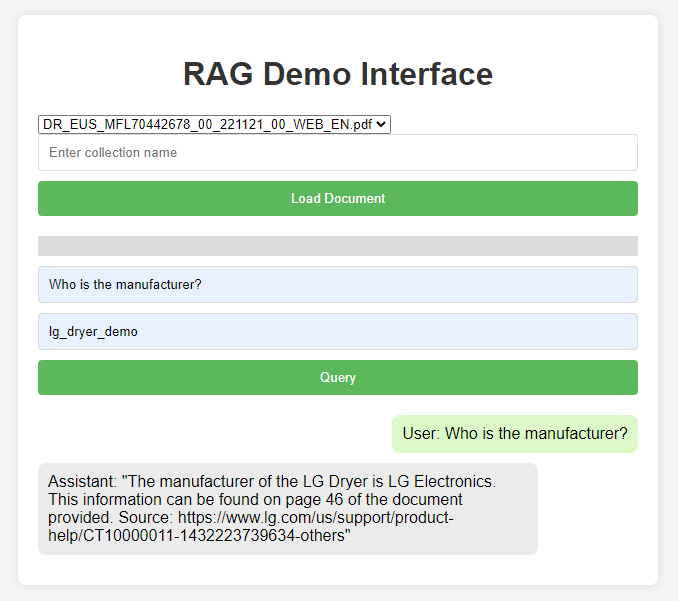 RAG Demo Interface
DR_EUS_MFL70442678_00_221121_00_WEB_EN.pdf
Enter collection name
Load Document
Who is the manufacturer?
lg_dryer_demo
Query
User: Who is the manufacturer?
Assistant: "The manufacturer of the LG Dryer is LG Electronics.
This information can be found on page 46 of the document
provided. Source: https://www.lg.com/us/support/product-
help/CT10000011-1432223739634-others"